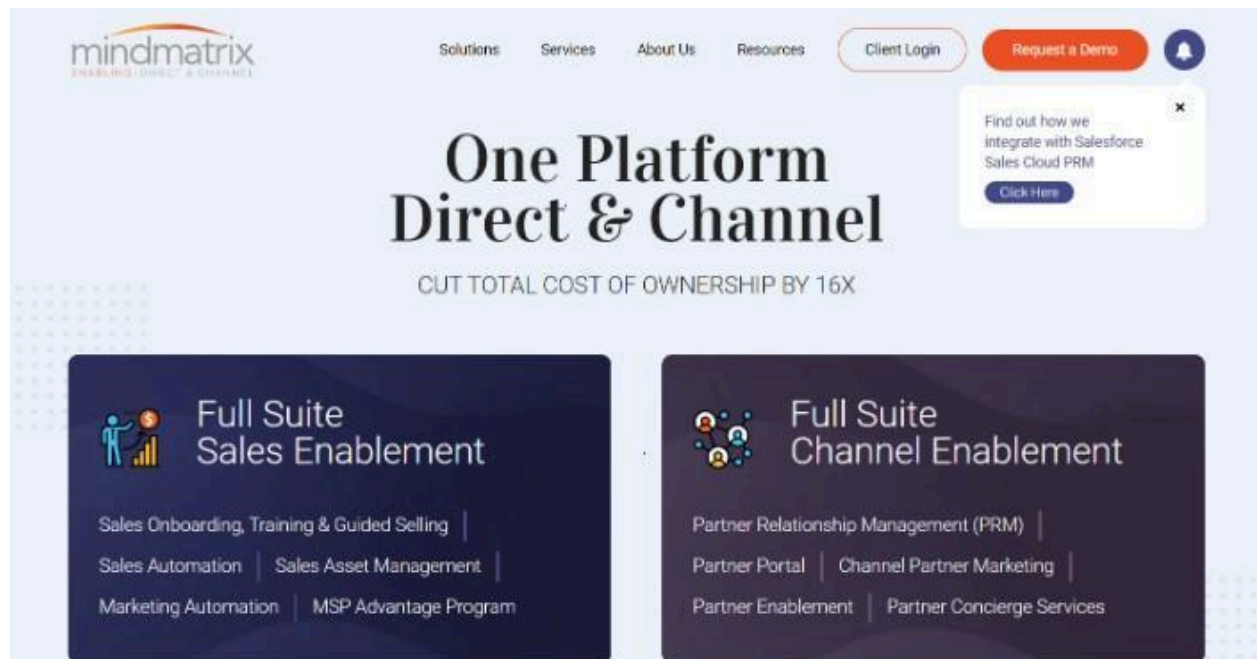 mindmatrix
ENABLING DIRECT & CHANNEL
Solutions Services About Us Resources Client Login Request a Demo
Find out how we
integrate with Salesforce
Sales Cloud PRM
Click Here
One Platform
Direct & Channel
CUT TOTAL COST OF OWNERSHIP BY 16X
Full Suite
Sales Enablement
Sales Onboarding, Training & Guided Selling
Sales Automation | Sales Asset Management
Marketing Automation | MSP Advantage Program
Full Suite
Channel Enablement
Partner Relationship Management (PRM)
Partner Portal | Channel Partner Marketing
Partner Enablement | Partner Concierge Services